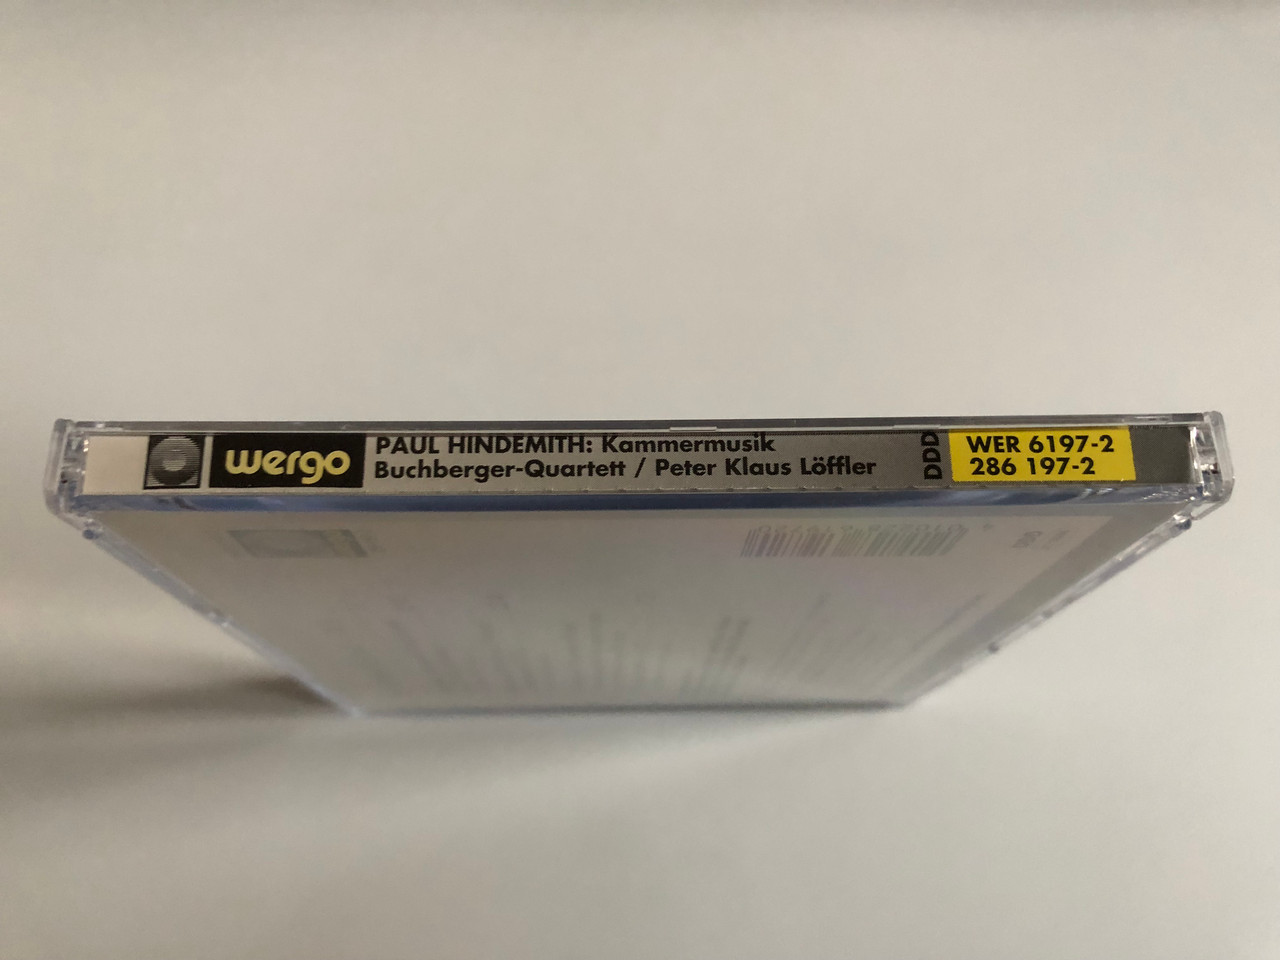 wergo
PAUL HINDEMITH: Kammermusik
Buchberger-Quartett / Peter Klaus Löffler
DDD
WER 6197-2
286 197-2